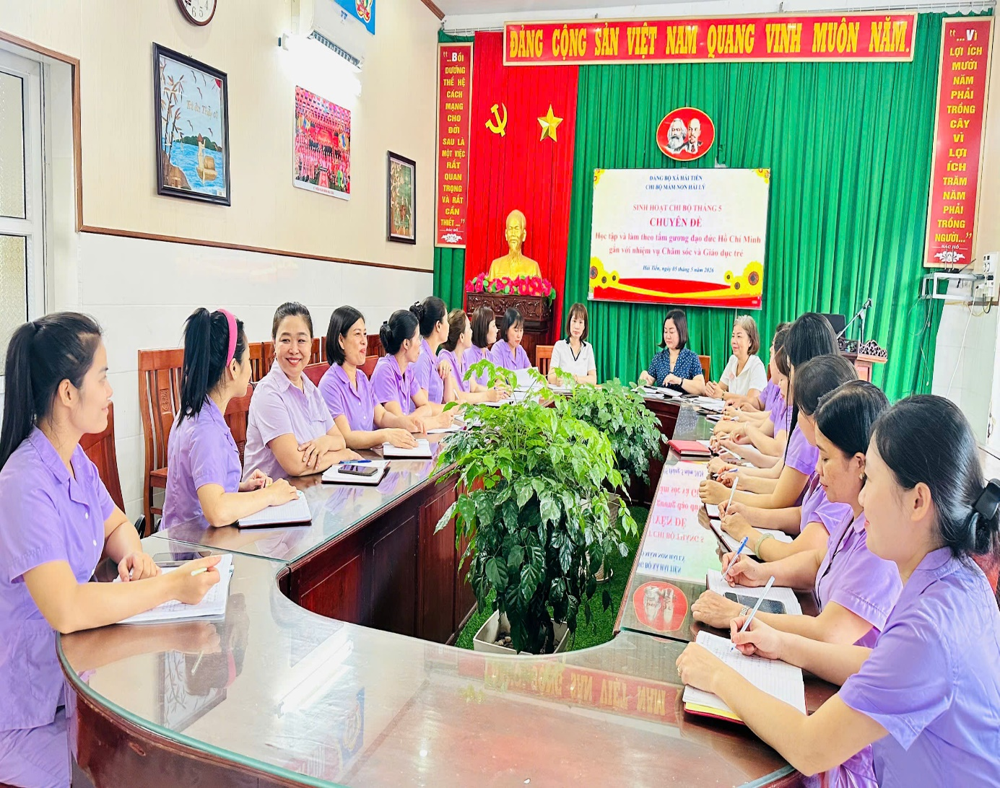 ĐẢNG CỘNG SẢN VIỆT NAM QUANG VINH MUÔN NĂM.
"...BỒI
DƯỠNG
THẾ HỆ
CÁCH
MẠNG
CHO
ĐỜI
SAU LÀ
MỘT VIỆC
RẤT
QUAN
TRỌNG
VÀ RẤT
CẦN
THIẾT..."
BÁC HỒ
"...VÌ
LỢI ÍCH
MƯỜI
NĂM
PHẢI
TRỒNG
CÂY
VÌ
LỢI
ÍCH
TRĂM
NĂM
PHẢI
TRỒNG
NGƯỜI..."
BÁC HỒ
ĐẢNG BỘ XÃ HẢI TIẾN
CHI BỘ MẦM NON HẢI LÝ
SINH HOẠT CHI BỘ THÁNG 5
CHUYÊN ĐỀ
Học tập và làm theo tấm gương đạo đức Hồ Chí Minh
gắn với nhiệm vụ Chăm sóc và Giáo dục trẻ
Hải Tiến, ngày 05 tháng 5 năm 2026